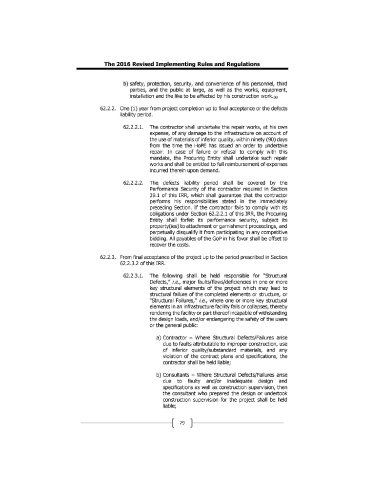 The 2016 Revised Implementing Rules and Regulations
b) safety, protection, security, and convenience of his personnel, third
parties, and the public at large, as well as the works, equipment,
installation and the like to be affected by his construction work.
62.2.2. One (1) year from project completion up to final acceptance or the defects
liability period.
62.2.2.1. The contractor shall undertake the repair works, at his own
expense, of any damage to the infrastructure on account of
the use of materials of inferior quality, within ninety (90) days
from the time the HoPE has issued an order to undertake
repair. In case of failure or refusal to comply with this
mandate, the Procuring Entity shall undertake such repair
works and shall be entitled to full reimbursement of expenses
incurred therein upon demand.
62.2.2.2. The defects liability period shall be covered by the
Performance Security of the contractor required in Section
39.1 of this IRR, which shall guarantee that the contractor
performs his responsibilities stated in the immediately
preceding Section. If the contractor fails to comply with its
obligations under Section 62.2.2.1 of this IRR, the Procuring
Entity shall forfeit its performance security, subject its
property(ies) to attachment or garnishment proceedings, and
perpetually disqualify it from participating in any competitive
bidding. All payables of the GoP in his favor shall be offset to
recover the costs.
62.2.3. From final acceptance of the project up to the period prescribed in Section
62.2.3.2 of this IRR.
62.2.3.1. The following shall be held responsible for "Structural
Defects," i.e., major faults/flaws/deficiencies in one or more
key structural elements of the project which may lead to
structural failure of the completed elements or structure, or
"Structural Failures," i.e., where one or more key structural
elements in an infrastructure facility fails or collapses, thereby
rendering the facility or part thereof incapable of withstanding
the design loads, and/or endangering the safety of the users
or the general public:
a) Contractor – Where Structural Defects/Failures arise
due to faults attributable to improper construction, use
of inferior quality/substandard materials, and any
violation of the contract plans and specifications, the
contractor shall be held liable;
b) Consultants – Where Structural Defects/Failures arise
due to faulty and/or inadequate design and
specifications as well as construction supervision, then
the consultant who prepared the design or undertook
construction supervision for the project shall be held
liable;